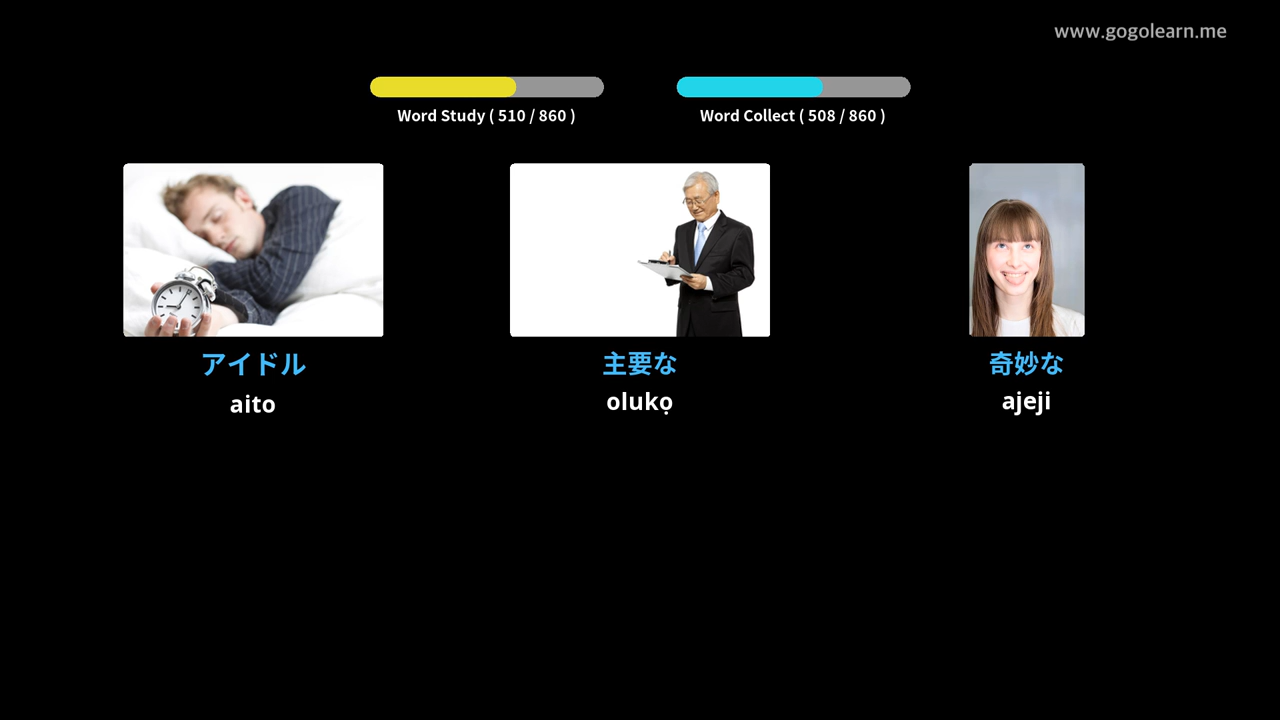 www.gogolearn.me
Word Study ( 510 / 860 )
Word Collect ( 508 / 860 )
アイドル
aito
主要な
olukọ
奇妙な
ajeji